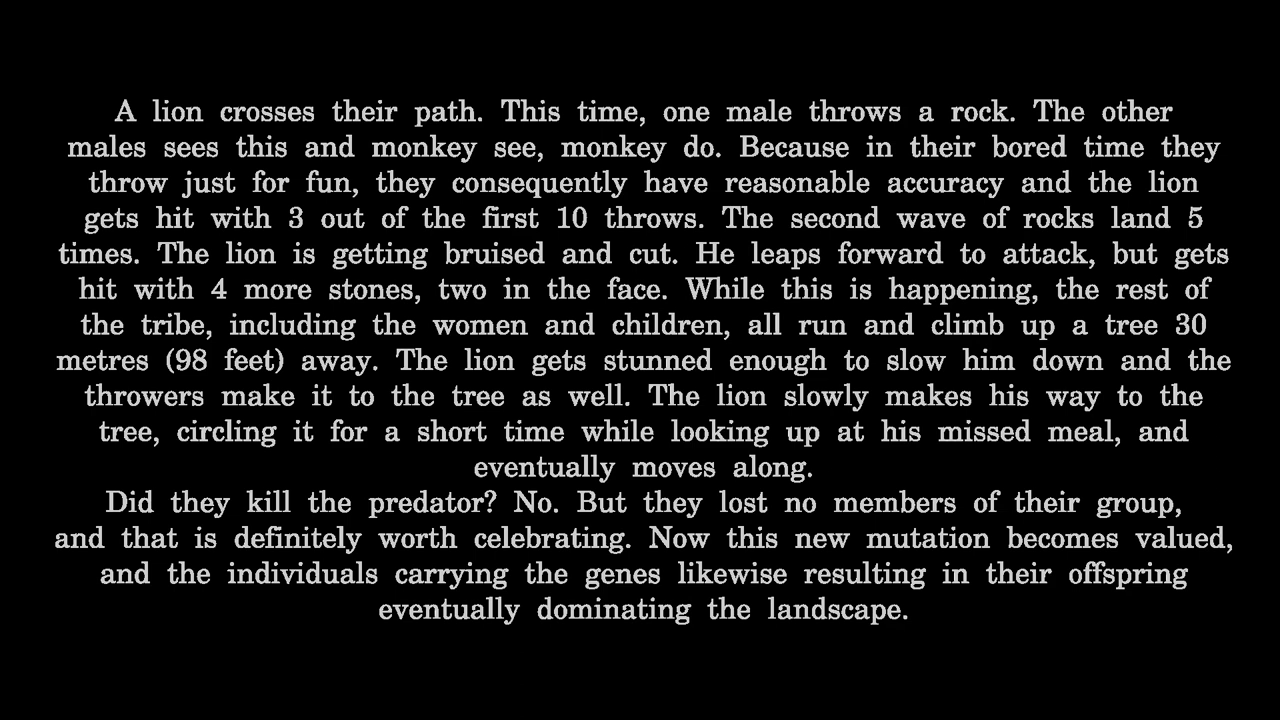 A lion crosses their path. This time, one male throws a rock. The other
males sees this and monkey see, monkey do. Because in their bored time they
throw just for fun, they consequently have reasonable accuracy and the lion
gets hit with 3 out of the first 10 throws. The second wave of rocks land 5
times. The lion is getting bruised and cut. He leaps forward to attack, but gets
hit with 4 more stones, two in the face. While this is happening, the rest of
the tribe, including the women and children, all run and climb up a tree 30
metres (98 feet) away. The lion gets stunned enough to slow him down and the
throwers make it to the tree as well. The lion slowly makes his way to the
tree, circling it for a short time while looking up at his missed meal, and
eventually moves along.
Did they kill the predator? No. But they lost no members of their group,
and that is definitely worth celebrating. Now this new mutation becomes valued,
and the individuals carrying the genes likewise resulting in their offspring
eventually dominating the landscape.